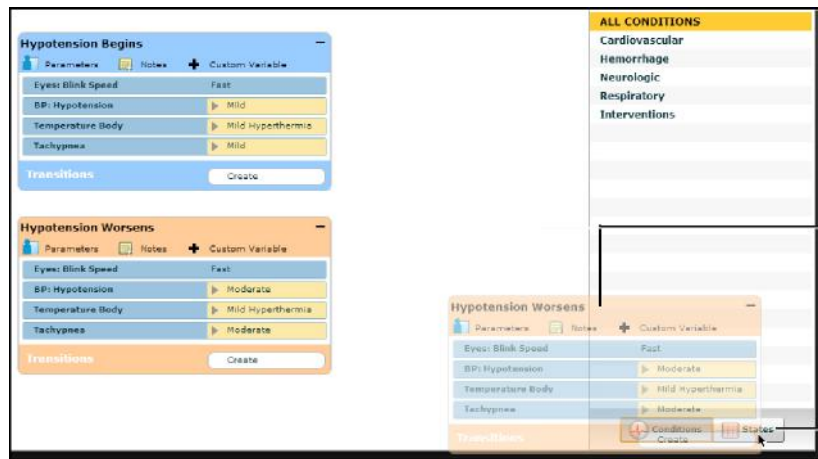 Hypotension Begins
Parameters Notes Custom Variable
Eyes: Blink Speed Fast
BP: Hypotension Mild
Temperature Body Mild Hyperthermia
Tachypnea Mild
Transitions Create
Hypotension Worsens
Parameters Notes Custom Variable
Eyes: Blink Speed Fast
BP: Hypotension Moderate
Temperature Body Mild Hyperthermia
Tachypnea Moderate
Transitions Create
ALL CONDITIONS
Cardiovascular
Hemorrhage
Neurologic
Respiratory
Interventions
Hypotension Worsens
Parameters Notes Custom Variable
Eyes: Blink Speed Fast
BP: Hypotension Moderate
Temperature Body Mild Hyperthermia
Tachypnea Moderate
Transitions Create
Conditions States